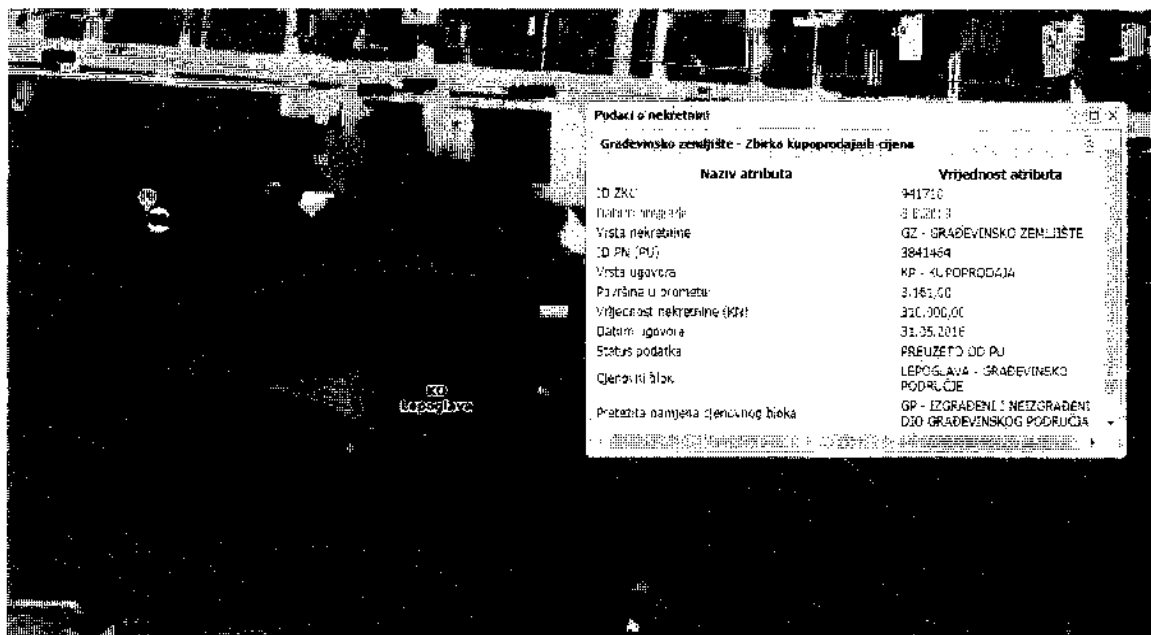 Podaci o nekretnini
Građevinsko zemljište - Zbirka kupoprodajnih cijena
Naziv atributa Vrijednost atributa
ID ZKC 941710
Datum
Vrsta nekretnine GZ - GRAĐEVINSKO ZEMLJIŠTE
ID PN (PU) 3841464
Vrsta ugovora KP - KUPOPRODAJA
Površina u prometu 3.161,00
Vrijednost nekretnine (KN) 310.000,00
Datum ugovora 31.05.2016
Status podatka PREUZETO OD PU
Cjenovni blok LEPOGLAVA - GRAĐEVINSKO
PODRUČJE
Pretežita namjena cjenovnog bloka GP - IZGRAĐENI I NEIZGRAĐENI
DIO GRAĐEVINSKOG PODRUČJA
KO
Lepoglava